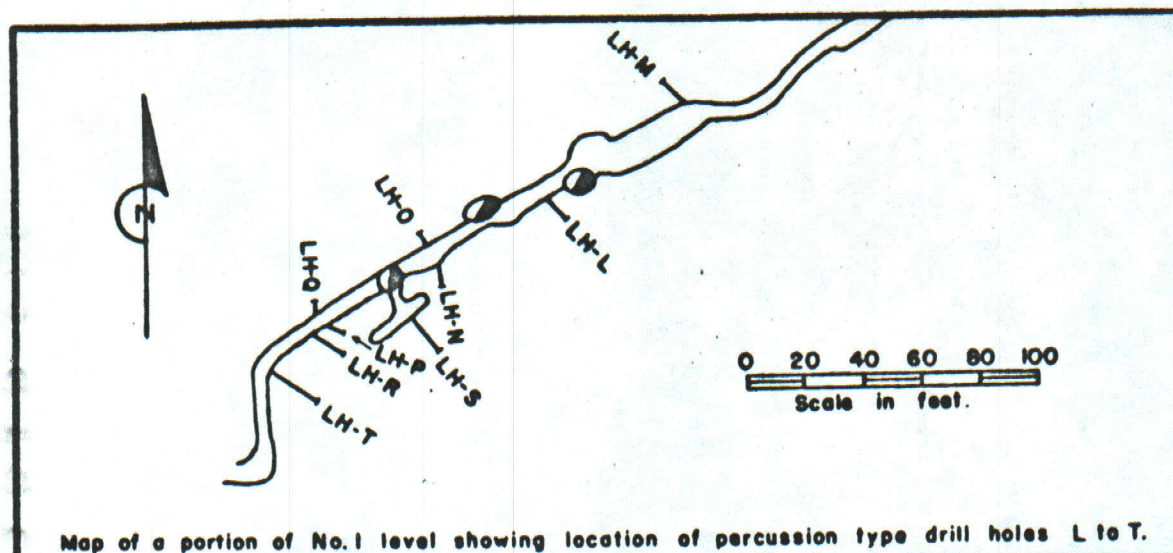 LH-M
N
LH-O
LH-L
LH-Q
LH-N
LH-P
LH-R
LH-S
LH-T
0 20 40 60 80 100
Scale in feet.
Map of a portion of No. 1 level showing location of percussion type drill holes L to T.